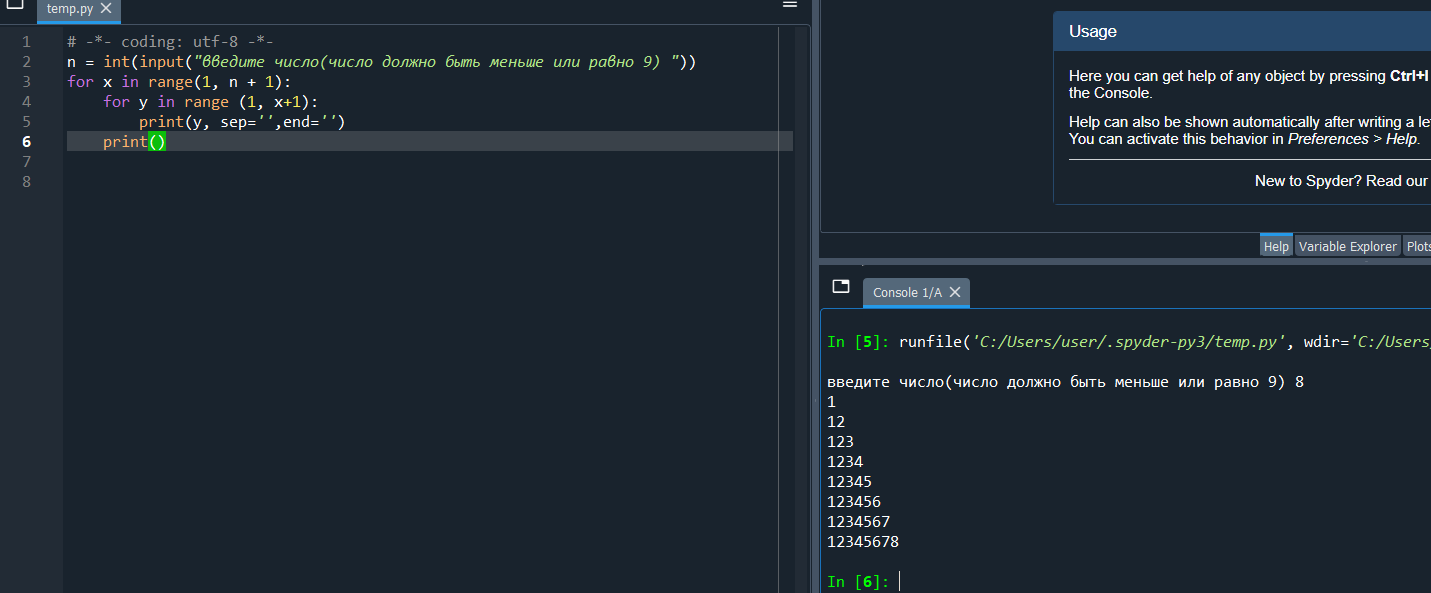 temp.py
1 # -*- coding: utf-8 -*-
2 n = int(input("введите число(число должно быть меньше или равно 9) "))
3 for x in range(1, n + 1):
4     for y in range (1, x+1):
5         print(y, sep='',end='')
6     print()
7
8
Usage
Here you can get help of any object by pressing Ctrl+I
the Console.
Help can also be shown automatically after writing a le
You can activate this behavior in Preferences > Help.
New to Spyder? Read our
Help Variable Explorer Plots
Console 1/A
In [5]: runfile('C:/Users/user/.spyder-py3/temp.py', wdir='C:/Users/
введите число(число должно быть меньше или равно 9) 8
1
12
123
1234
12345
123456
1234567
12345678
In [6]: